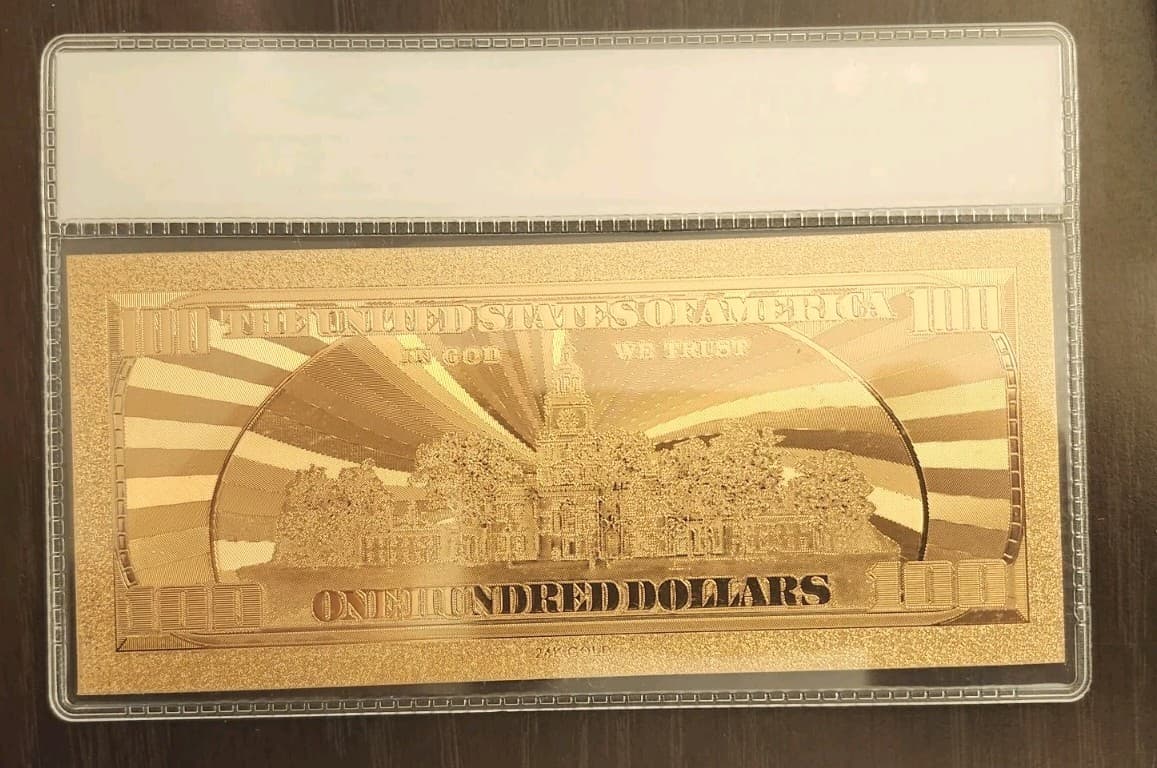 100 THE UNITED STATES OF AMERICA 100
IN GOD WE TRUST
ONE HUNDRED DOLLARS
100 100
24K GOLD